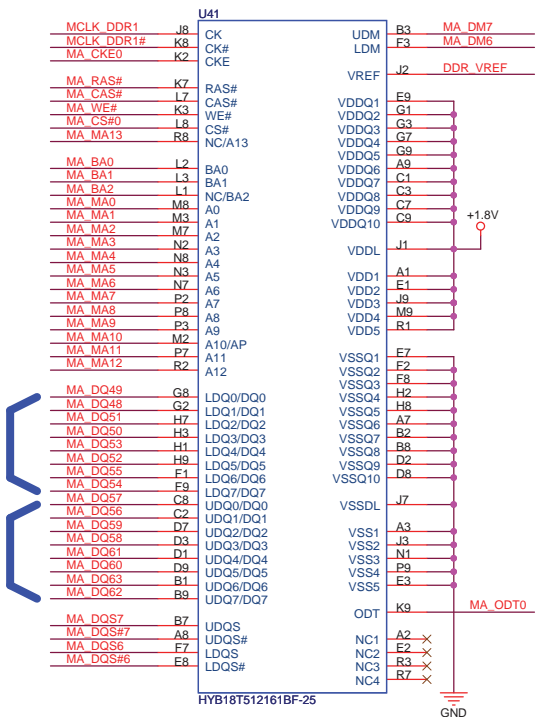 U41
MCLK_DDR1 J8 CK
MCLK_DDR1# K8 CK#
MA_CKE0 K2 CKE
MA_RAS# K7 RAS#
MA_CAS# L7 CAS#
MA_WE# K3 WE#
MA_CS#0 L8 CS#
MA_MA13 R8 NC/A13
MA_BA0 L2 BA0
MA_BA1 L3 BA1
MA_BA2 L1 NC/BA2
MA_MA0 M8 A0
MA_MA1 M3 A1
MA_MA2 M7 A2
MA_MA3 N2 A3
MA_MA4 N8 A4
MA_MA5 N3 A5
MA_MA6 N7 A6
MA_MA7 P2 A7
MA_MA8 P8 A8
MA_MA9 P3 A9
MA_MA10 M2 A10/AP
MA_MA11 P7 A11
MA_MA12 R2 A12
MA_DQ49 G8 LDQ0/DQ0
MA_DQ48 G2 LDQ1/DQ1
MA_DQ51 H7 LDQ2/DQ2
MA_DQ50 H3 LDQ3/DQ3
MA_DQ53 H1 LDQ4/DQ4
MA_DQ52 H9 LDQ5/DQ5
MA_DQ55 F1 LDQ6/DQ6
MA_DQ54 F9 LDQ7/DQ7
MA_DQ57 C8 UDQ0/DQ0
MA_DQ56 C2 UDQ1/DQ1
MA_DQ59 D7 UDQ2/DQ2
MA_DQ58 D3 UDQ3/DQ3
MA_DQ61 D1 UDQ4/DQ4
MA_DQ60 D9 UDQ5/DQ5
MA_DQ63 B1 UDQ6/DQ6
MA_DQ62 B9 UDQ7/DQ7
MA_DQS7 B7 UDQS
MA_DQS#7 A8 UDQS#
MA_DQS6 F7 LDQS
MA_DQS#6 E8 LDQS#
UDM B3 MA_DM7
LDM F3 MA_DM6
VREF J2 DDR_VREF
VDDQ1 E9
VDDQ2 G1
VDDQ3 G3
VDDQ4 G7
VDDQ5 G9
VDDQ6 A9
VDDQ7 C1
VDDQ8 C3
VDDQ9 C7
VDDQ10 C9
+1.8V
VDDL J1
VDD1 A1
VDD2 E1
VDD3 J9
VDD4 M9
VDD5 R1
VSSQ1 E7
VSSQ2 F2
VSSQ3 F8
VSSQ4 H2
VSSQ5 H8
VSSQ6 A7
VSSQ7 B2
VSSQ8 B8
VSSQ9 D2
VSSQ10 D8
VSSDL J7
VSS1 A3
VSS2 J3
VSS3 N1
VSS4 P9
VSS5 E3
ODT K9 MA_ODT0
NC1 A2
NC2 E2
NC3 R3
NC4 R7
HYB18T512161BF-25
GND